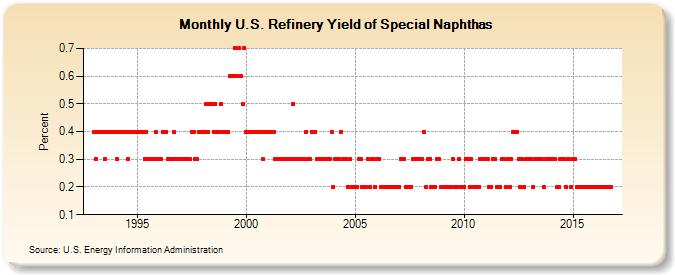 Monthly U.S. Refinery Yield of Special Naphthas
Percent
0.7
0.6
0.5
0.4
0.3
0.2
0.1
1995 2000 2005 2010 2015
Source: U.S. Energy Information Administration